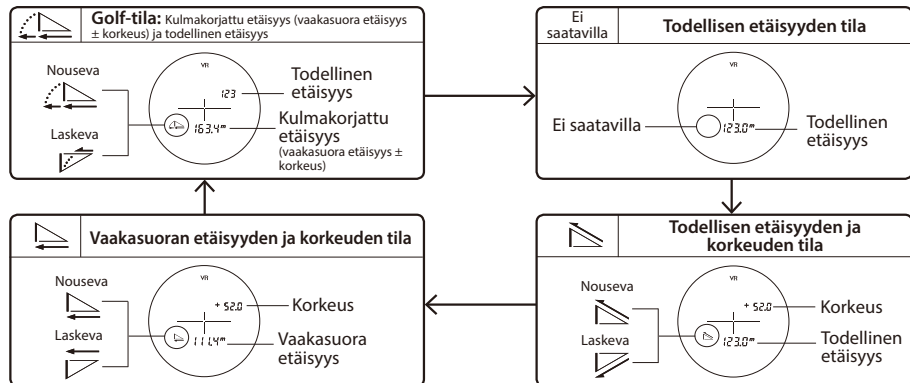 Golf-tila: Kulmakorjattu etäisyys (vaakasuora etäisyys
± korkeus) ja todellinen etäisyys
Nouseva
Laskeva
VR
123
163.4m
Todellinen
etäisyys
Kulmakorjattu
etäisyys
(vaakasuora etäisyys ±
korkeus)
Ei
saatavilla
Todellisen etäisyyden tila
VR
Ei saatavilla
123.0m
Todellinen
etäisyys
Vaakasuoran etäisyyden ja korkeuden tila
Nouseva
Laskeva
VR
+ 52.0
111.4m
Korkeus
Vaakasuora
etäisyys
Todellisen etäisyyden ja
korkeuden tila
Nouseva
Laskeva
VR
+ 52.0
123.0m
Korkeus
Todellinen
etäisyys